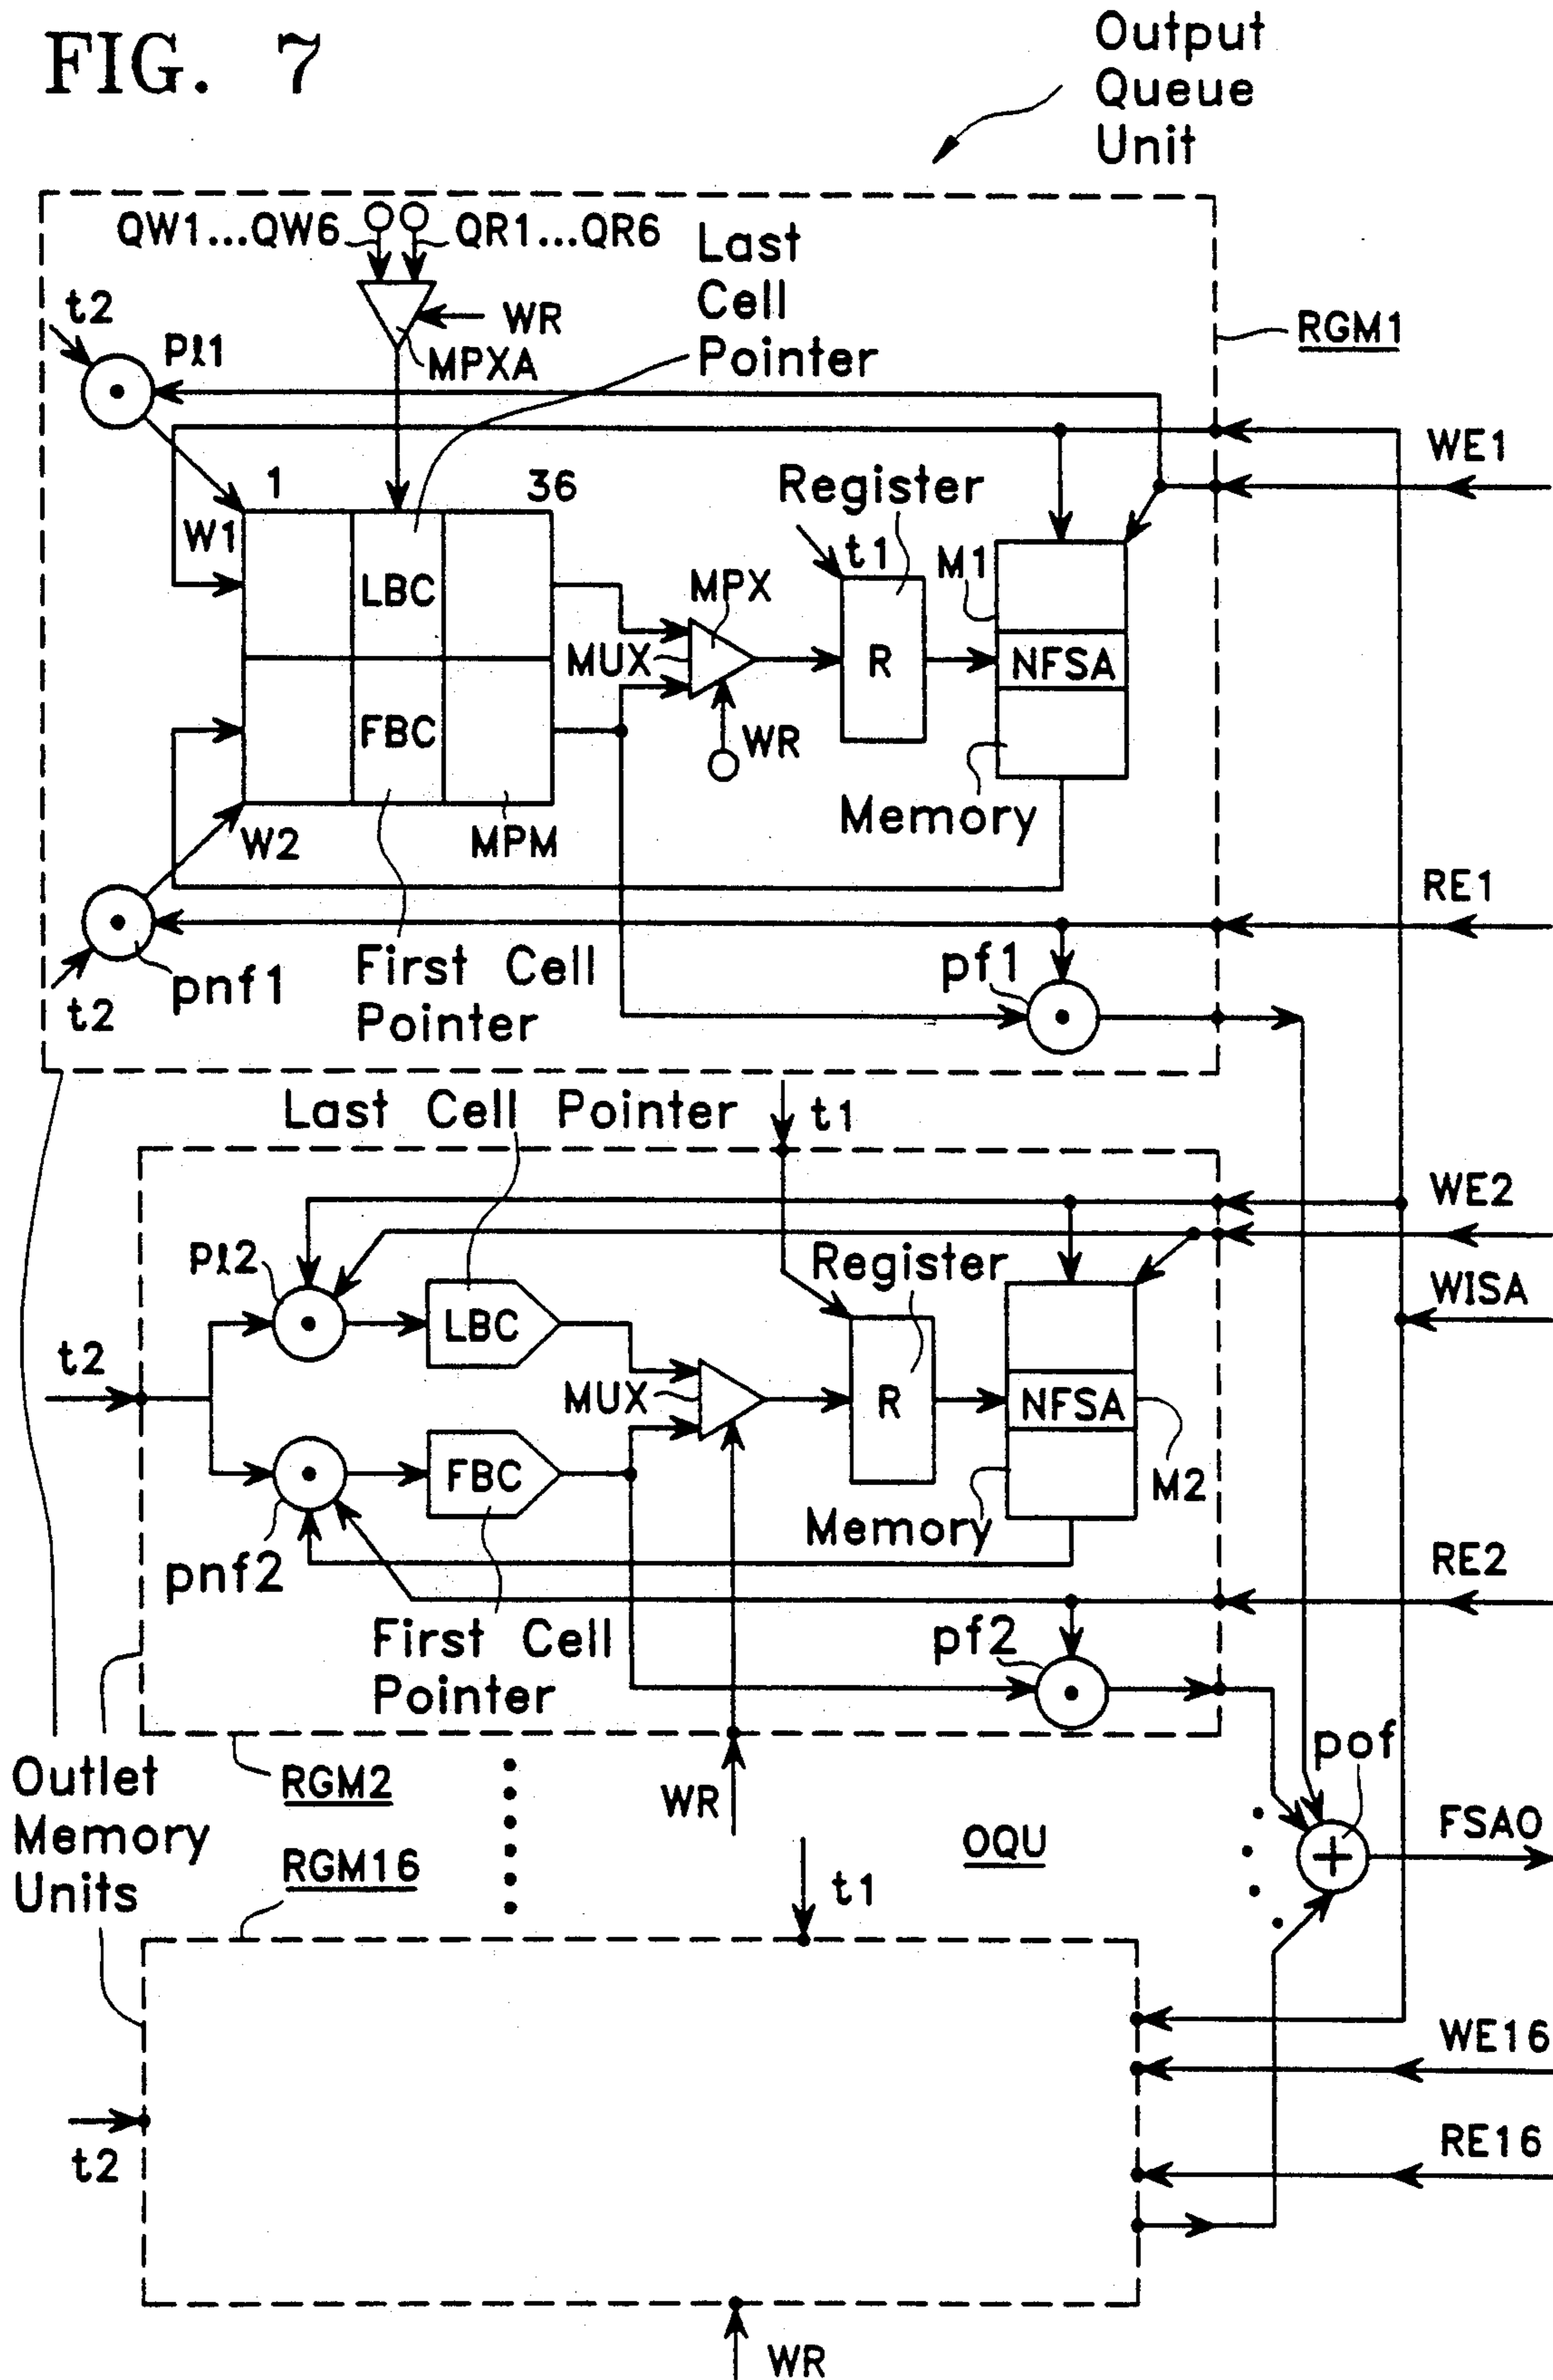 FIG. 7
Output
Queue
Unit
QW1...QW6
QR1...QR6
Last
Cell
Pointer
t2
pl1
WR
MPXA
RGM1
WE1
1
36
Register
W1
t1
M1
LBC
MPX
MUX
R
NFSA
FBC
WR
Memory
W2
MPM
RE1
pnf1
t2
First Cell
Pointer
pf1
Last Cell Pointer
t1
WE2
pl2
Register
WISA
LBC
t2
MUX
R
NFSA
FBC
M2
Memory
pnf2
RE2
First Cell
Pointer
pf2
pof
Outlet
Memory
Units
RGM2
WR
FSAO
OQU
RGM16
t1
WE16
t2
RE16
WR